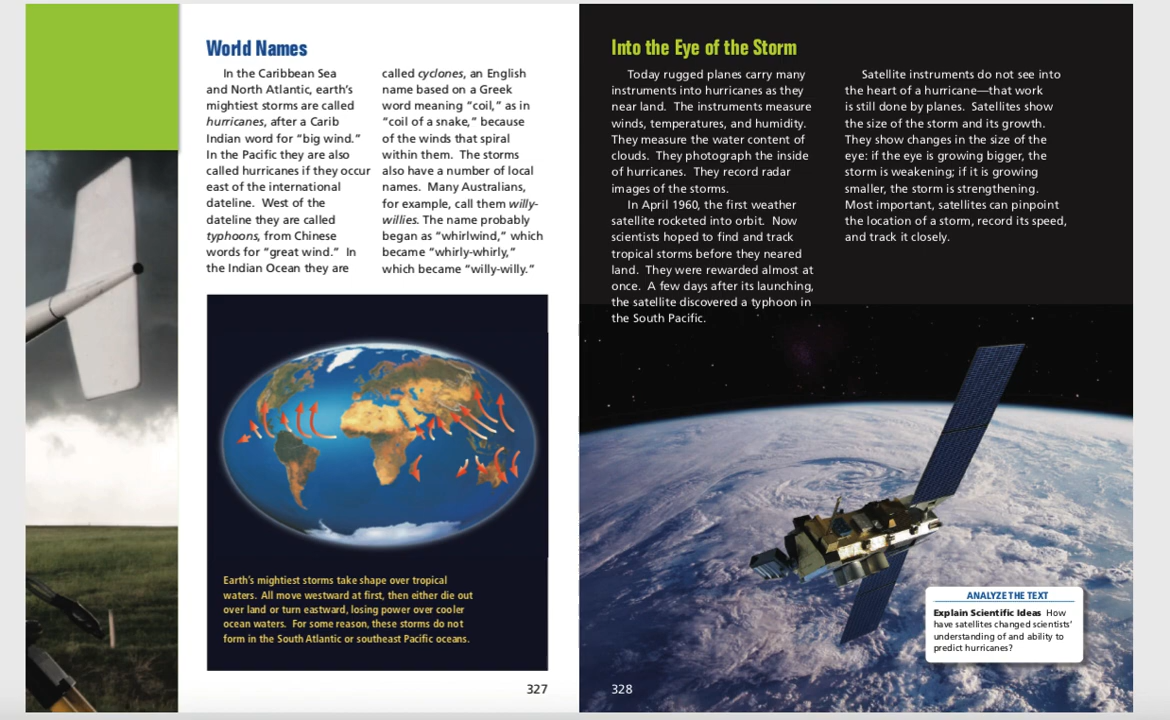 World Names
In the Caribbean Sea
and North Atlantic, earth's
mightiest storms are called
hurricanes, after a Carib
Indian word for "big wind."
In the Pacific they are also
called hurricanes if they occur
east of the international
dateline. West of the
dateline they are called
typhoons, from Chinese
words for "great wind." In
the Indian Ocean they are
called cyclones, an English
name based on a Greek
word meaning "coil," as in
"coil of a snake," because
of the winds that spiral
within them. The storms
also have a number of local
names. Many Australians,
for example, call them willy-
willies. The name probably
began as "whirlwind," which
became "whirly-whirly,"
which became "willy-willy."
Earth's mightiest storms take shape over tropical
waters. All move westward at first, then either die out
over land or turn eastward, losing power over cooler
ocean waters. For some reason, these storms do not
form in the South Atlantic or southeast Pacific oceans.
327
Into the Eye of the Storm
Today rugged planes carry many
instruments into hurricanes as they
near land. The instruments measure
winds, temperatures, and humidity.
They measure the water content of
clouds. They photograph the inside
of hurricanes. They record radar
images of the storms.
In April 1960, the first weather
satellite rocketed into orbit. Now
scientists hoped to find and track
tropical storms before they neared
land. They were rewarded almost at
once. A few days after its launching,
the satellite discovered a typhoon in
the South Pacific.
Satellite instruments do not see into
the heart of a hurricane—that work
is still done by planes. Satellites show
the size of the storm and its growth.
They show changes in the size of the
eye: if the eye is growing bigger, the
storm is weakening; if it is growing
smaller, the storm is strengthening.
Most important, satellites can pinpoint
the location of a storm, record its speed,
and track it closely.
ANALYZE THE TEXT
Explain Scientific Ideas How
have satellites changed scientists'
understanding of and ability to
predict hurricanes?
328